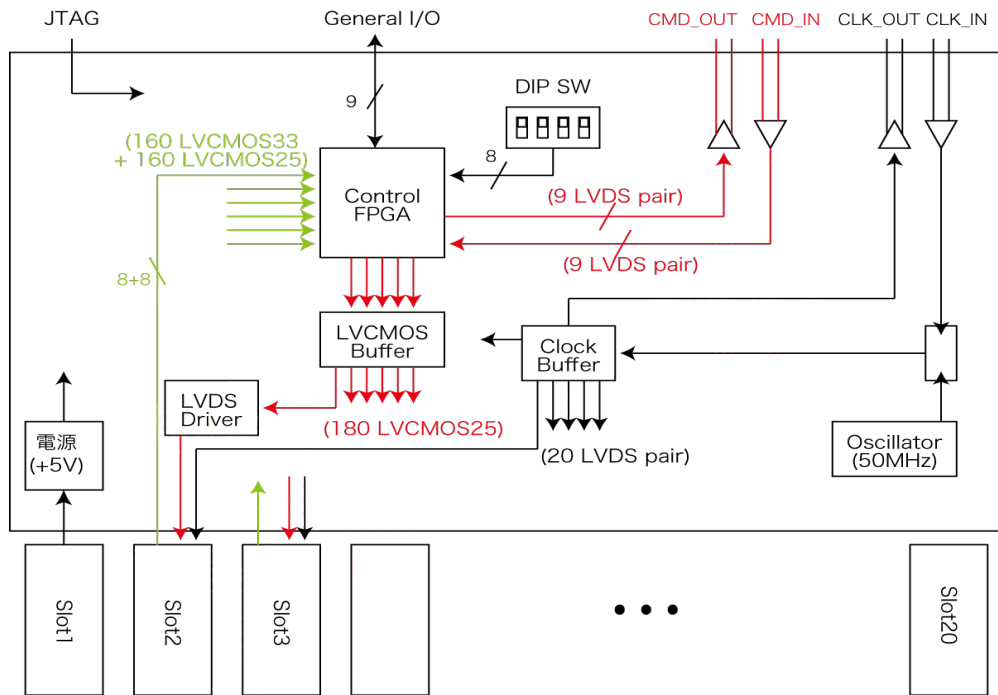 JTAG
General I/O
CMD_OUT
CMD_IN
CLK_OUT
CLK_IN
DIP SW
9
8
(160 LVCMOS33
+ 160 LVCMOS25)
Control
FPGA
(9 LVDS pair)
(9 LVDS pair)
8+8
LVCMOS
Buffer
Clock
Buffer
LVDS
Driver
(180 LVCMOS25)
(20 LVDS pair)
電源
(+5V)
Oscillator
(50MHz)
Slot1
Slot2
Slot3
Slot20